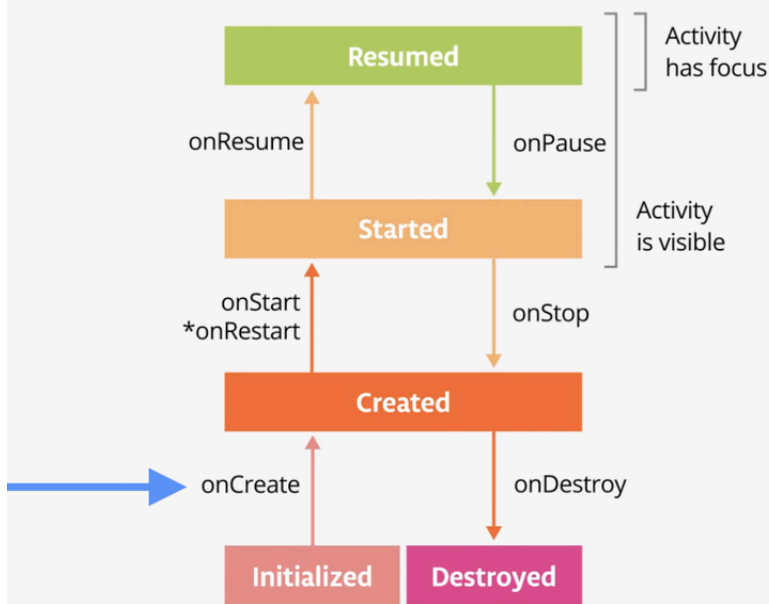 Resumed
Activity
has focus
onResume
onPause
Started
Activity
is visible
onStart
*onRestart
onStop
Created
onCreate
onDestroy
Initialized
Destroyed